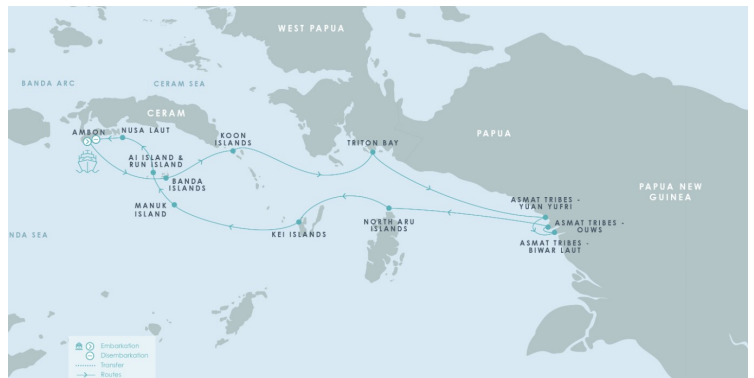 WEST PAPUA
BANDA ARC
CERAM SEA
CERAM
AMBON
NUSA LAUT
KOON
ISLANDS
TRITON BAY
PAPUA
AI ISLAND &
RUN ISLAND
BANDA
ISLANDS
MANUK
ISLAND
PAPUA NEW
GUINEA
ASMAT TRIBES -
YUAN YUFRI
ASMAT TRIBES -
OUWS
ASMAT TRIBES -
BIWAR LAUT
NORTH ARU
ISLANDS
KEI ISLANDS
NDA SEA
Embarkation
Disembarkation
Transfer
Routes